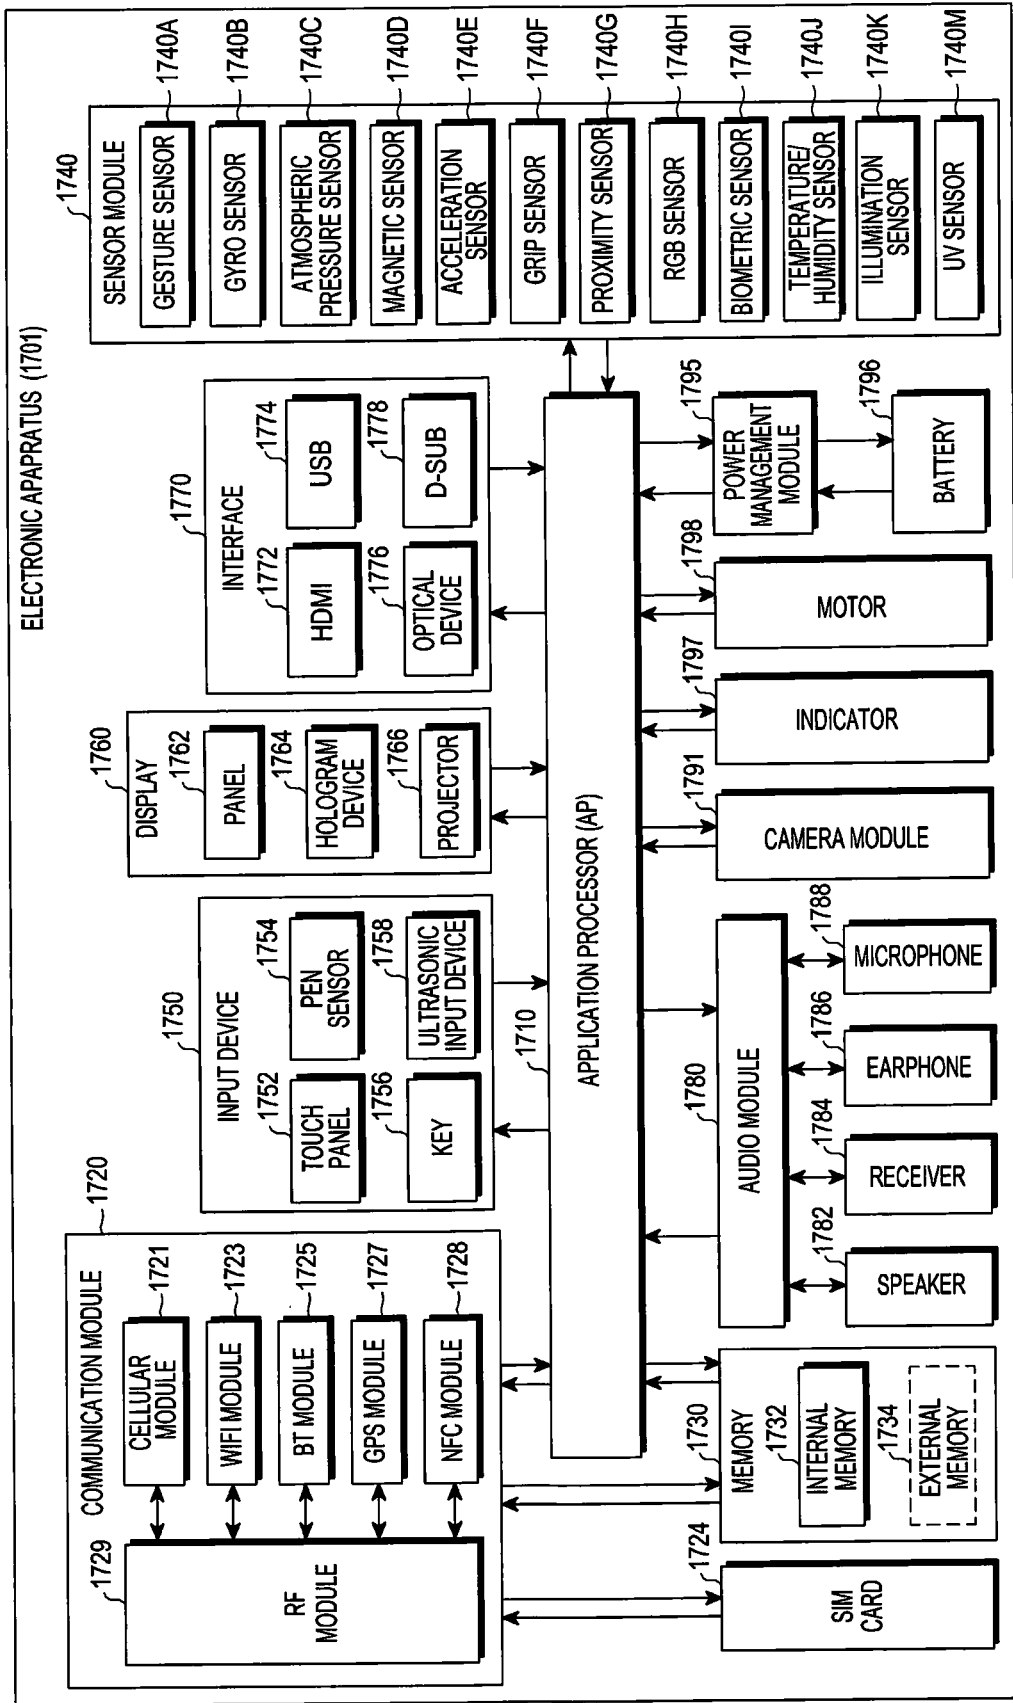 ELECTRONIC APAPRATUS (1701)
1720
COMMUNICATION MODULE
1729
RF
MODULE
CELLULAR
MODULE
1721
WIFI MODULE
1723
BT MODULE
1725
GPS MODULE
1727
NFC MODULE
1728
1750
INPUT DEVICE
1752
TOUCH
PANEL
1754
PEN
SENSOR
1756
KEY
1758
ULTRASONIC
INPUT DEVICE
1760
DISPLAY
1762
PANEL
1764
HOLOGRAM
DEVICE
1766
PROJECTOR
1770
INTERFACE
1772
HDMI
1774
USB
1776
OPTICAL
DEVICE
1778
D-SUB
1740
SENSOR MODULE
GESTURE SENSOR
1740A
GYRO SENSOR
1740B
ATMOSPHERIC
PRESSURE SENSOR
1740C
MAGNETIC SENSOR
1740D
ACCELERATION
SENSOR
1740E
GRIP SENSOR
1740F
PROXIMITY SENSOR
1740G
RGB SENSOR
1740H
BIOMETRIC SENSOR
1740I
TEMPERATURE/
HUMIDITY SENSOR
1740J
ILLUMINATION
SENSOR
1740K
UV SENSOR
1740M
1710
APPLICATION PROCESSOR (AP)
1724
SIM
CARD
1730
MEMORY
1732
INTERNAL
MEMORY
1734
EXTERNAL
MEMORY
1780
AUDIO MODULE
1782
SPEAKER
1784
RECEIVER
1786
EARPHONE
1788
MICROPHONE
1791
CAMERA MODULE
1797
INDICATOR
1798
MOTOR
1795
POWER
MANAGEMENT
MODULE
1796
BATTERY